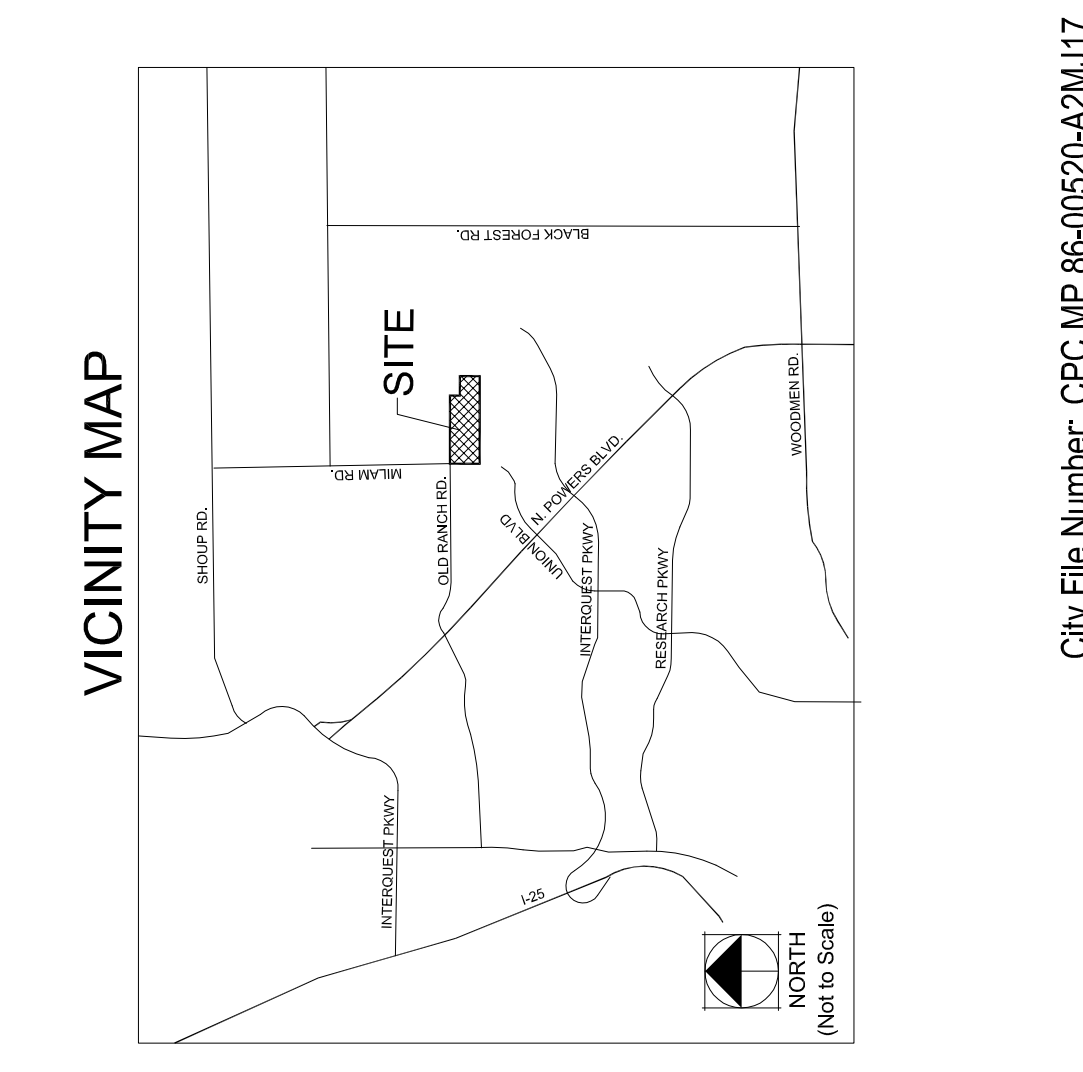 VICINITY MAP
SHOUP RD.
MILAM RD.
BLACK FOREST RD.
SITE
OLD RANCH RD.
N. POWERS BLVD.
UNION BLVD
INTERQUEST PKWY
RESEARCH PKWY
WOODMEN RD.
INTERQUEST PKWY
I-25
NORTH
(Not to Scale)
City File Number: CPC MP 86-00520-A2MJ17